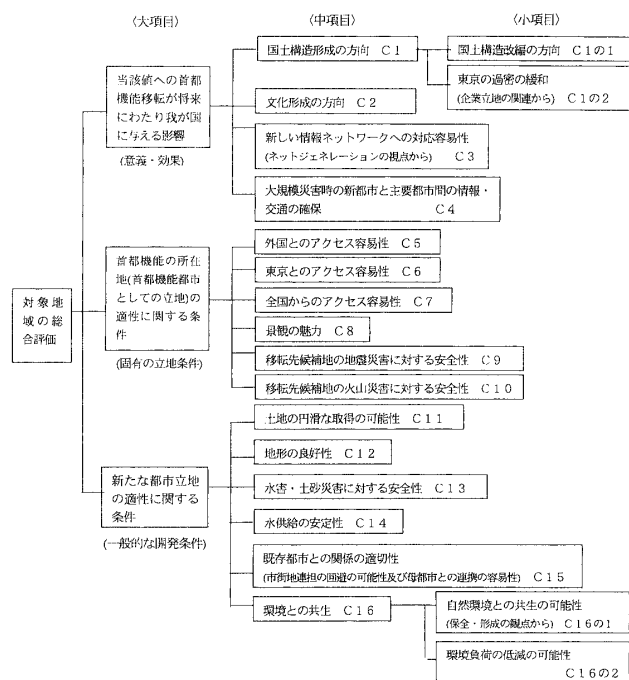 〈大項目〉
〈中項目〉
〈小項目〉
対象地
域の総
合評価
当該値への首都
機能移転が将来
にわたり我が国
に与える影響
(意義・効果)
国土構造形成の方向 C1
国土構造改編の方向 C1の1
東京の過密の緩和
(企業立地の関連から) C1の2
文化形成の方向 C2
新しい情報ネットワークへの対応容易性
(ネットジェネレーションの視点から) C3
大規模災害時の新都市と主要都市間の情報・
交通の確保 C4
首都機能の所在
地(首都機能都市
としての立地)の
適性に関する条
件
(固有の立地条件)
外国とのアクセス容易性 C5
東京とのアクセス容易性 C6
全国からのアクセス容易性 C7
景観の魅力 C8
移転先候補地の地震災害に対する安全性 C9
移転先候補地の火山災害に対する安全性 C10
新たな都市立地
の適性に関する
条件
(一般的な開発条件)
土地の円滑な取得の可能性 C11
地形の良好性 C12
水害・土砂災害に対する安全性 C13
水供給の安定性 C14
既存都市との関係の適切性
(市街地連担の回避の可能性及び母都市との連携の容易性) C15
環境との共生 C16
自然環境との共生の可能性
(保全・形成の観点から) C16の1
環境負荷の低減の可能性
C16の2